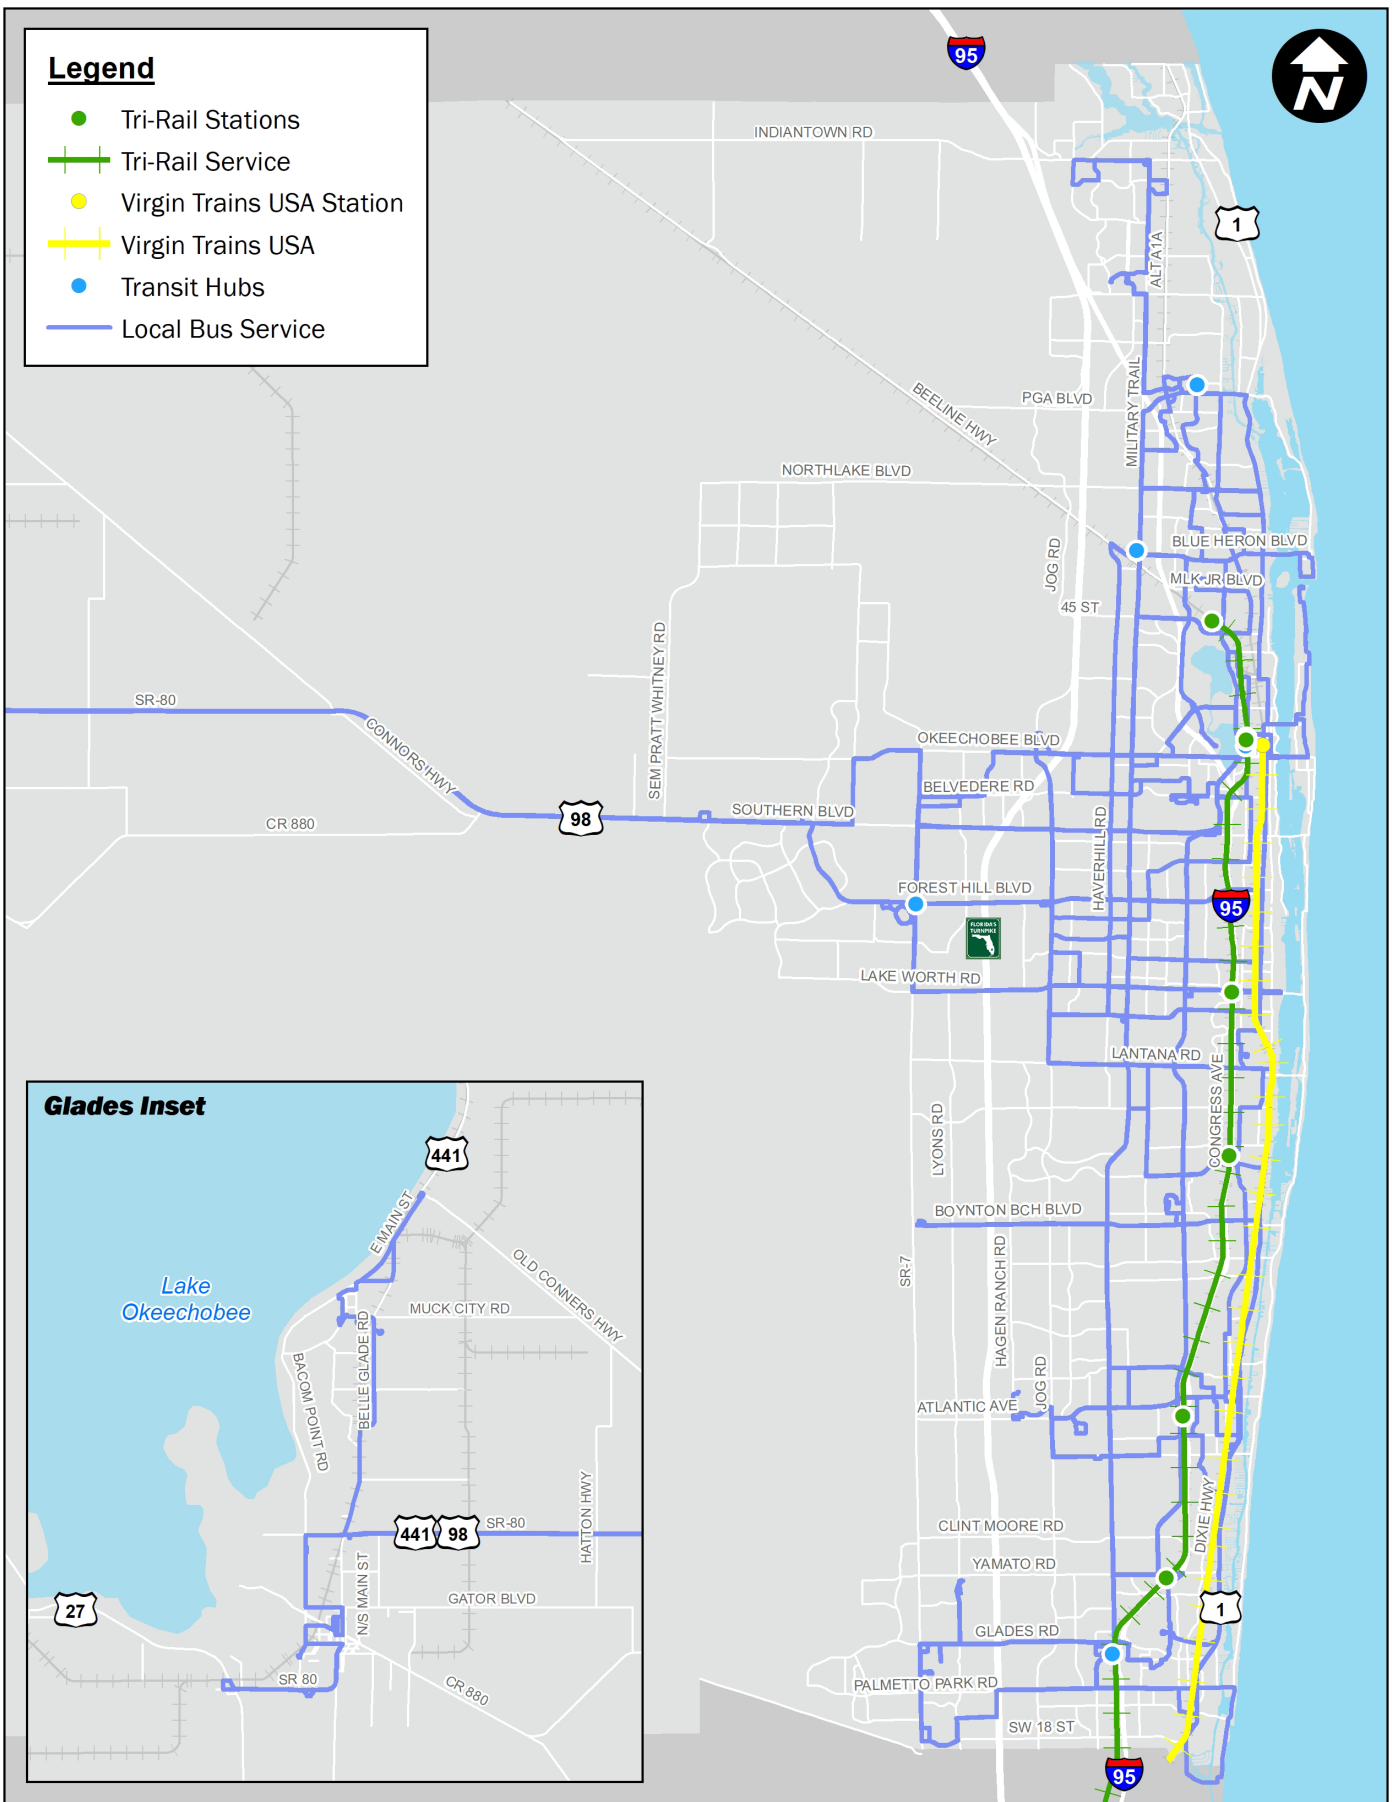 Legend
Tri-Rail Stations
Tri-Rail Service
Virgin Trains USA Station
Virgin Trains USA
Transit Hubs
Local Bus Service
95
N
INDIANTOWN RD
1
ALT A1A
BEELINE HWY
PGA BLVD
MILITARY TRAIL
NORTHLAKE BLVD
BLUE HERON BLVD
JOG RD
MLK JR BLVD
45 ST
SEM PRATT WHITNEY RD
SR-80
CONNORS HWY
OKEECHOBEE BLVD
BELVEDERE RD
98
SOUTHERN BLVD
CR 880
HAVERHILL RD
FOREST HILL BLVD
95
FLORIDA'S
TURNPIKE
LAKE WORTH RD
LANTANA RD
CONGRESS AVE
LYONS RD
BOYNTON BCH BLVD
SR-7
HAGEN RANCH RD
JOG RD
ATLANTIC AVE
DIXIE HWY
CLINT MOORE RD
YAMATO RD
1
GLADES RD
PALMETTO PARK RD
SW 18 ST
95
Glades Inset
441
E MAIN ST
Lake
Okeechobee
OLD CONNERS HWY
MUCK CITY RD
BELLE GLADE RD
BACOM POINT RD
HATTON HWY
441
98
SR-80
N/S MAIN ST
27
GATOR BLVD
SR 80
CR 880